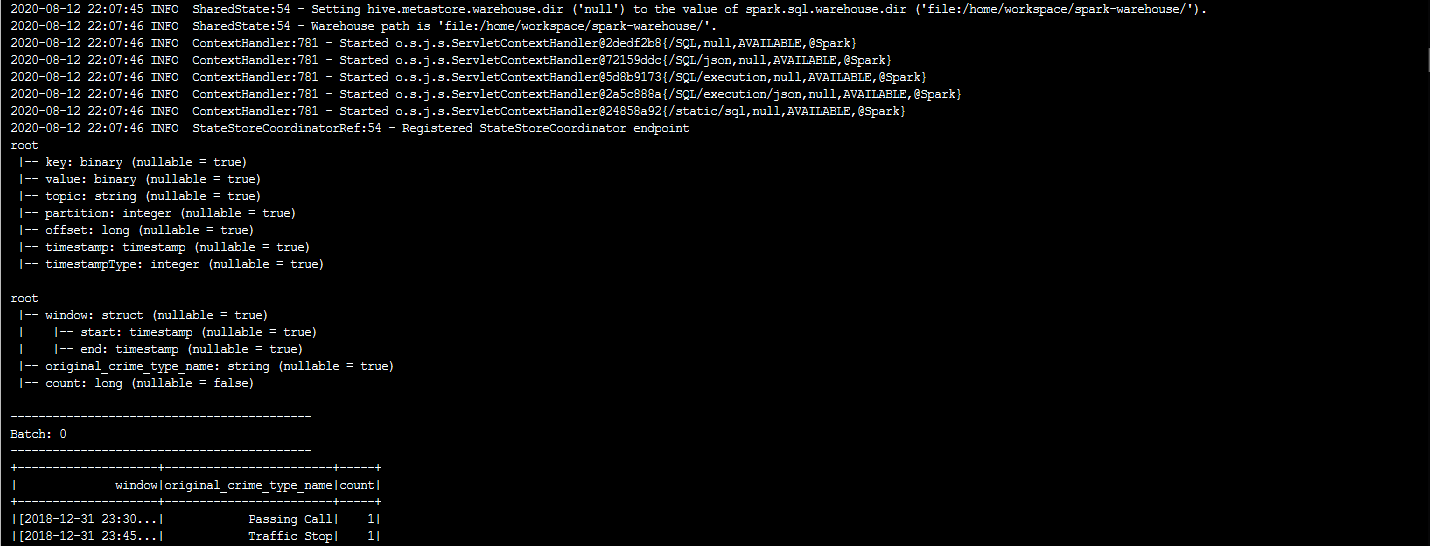 2020-08-12 22:07:45 INFO  SharedState:54 - Setting hive.metastore.warehouse.dir ('null') to the value of spark.sql.warehouse.dir ('file:/home/workspace/spark-warehouse/').
2020-08-12 22:07:46 INFO  SharedState:54 - Warehouse path is 'file:/home/workspace/spark-warehouse/'.
2020-08-12 22:07:46 INFO  ContextHandler:781 - Started o.s.j.s.ServletContextHandler@2dedf2b8{/SQL,null,AVAILABLE,@Spark}
2020-08-12 22:07:46 INFO  ContextHandler:781 - Started o.s.j.s.ServletContextHandler@72159ddc{/SQL/json,null,AVAILABLE,@Spark}
2020-08-12 22:07:46 INFO  ContextHandler:781 - Started o.s.j.s.ServletContextHandler@5d8b9173{/SQL/execution,null,AVAILABLE,@Spark}
2020-08-12 22:07:46 INFO  ContextHandler:781 - Started o.s.j.s.ServletContextHandler@2a5c888a{/SQL/execution/json,null,AVAILABLE,@Spark}
2020-08-12 22:07:46 INFO  ContextHandler:781 - Started o.s.j.s.ServletContextHandler@24858a92{/static/sql,null,AVAILABLE,@Spark}
2020-08-12 22:07:46 INFO  StateStoreCoordinatorRef:54 - Registered StateStoreCoordinator endpoint
root
 |-- key: binary (nullable = true)
 |-- value: binary (nullable = true)
 |-- topic: string (nullable = true)
 |-- partition: integer (nullable = true)
 |-- offset: long (nullable = true)
 |-- timestamp: timestamp (nullable = true)
 |-- timestampType: integer (nullable = true)

root
 |-- window: struct (nullable = true)
 |    |-- start: timestamp (nullable = true)
 |    |-- end: timestamp (nullable = true)
 |-- original_crime_type_name: string (nullable = true)
 |-- count: long (nullable = false)

-------------------------------------------
Batch: 0
-------------------------------------------
+--------------------+------------------------+-----+
|              window|original_crime_type_name|count|
+--------------------+------------------------+-----+
|[2018-12-31 23:30...|            Passing Call|    1|
|[2018-12-31 23:45...|            Traffic Stop|    1|